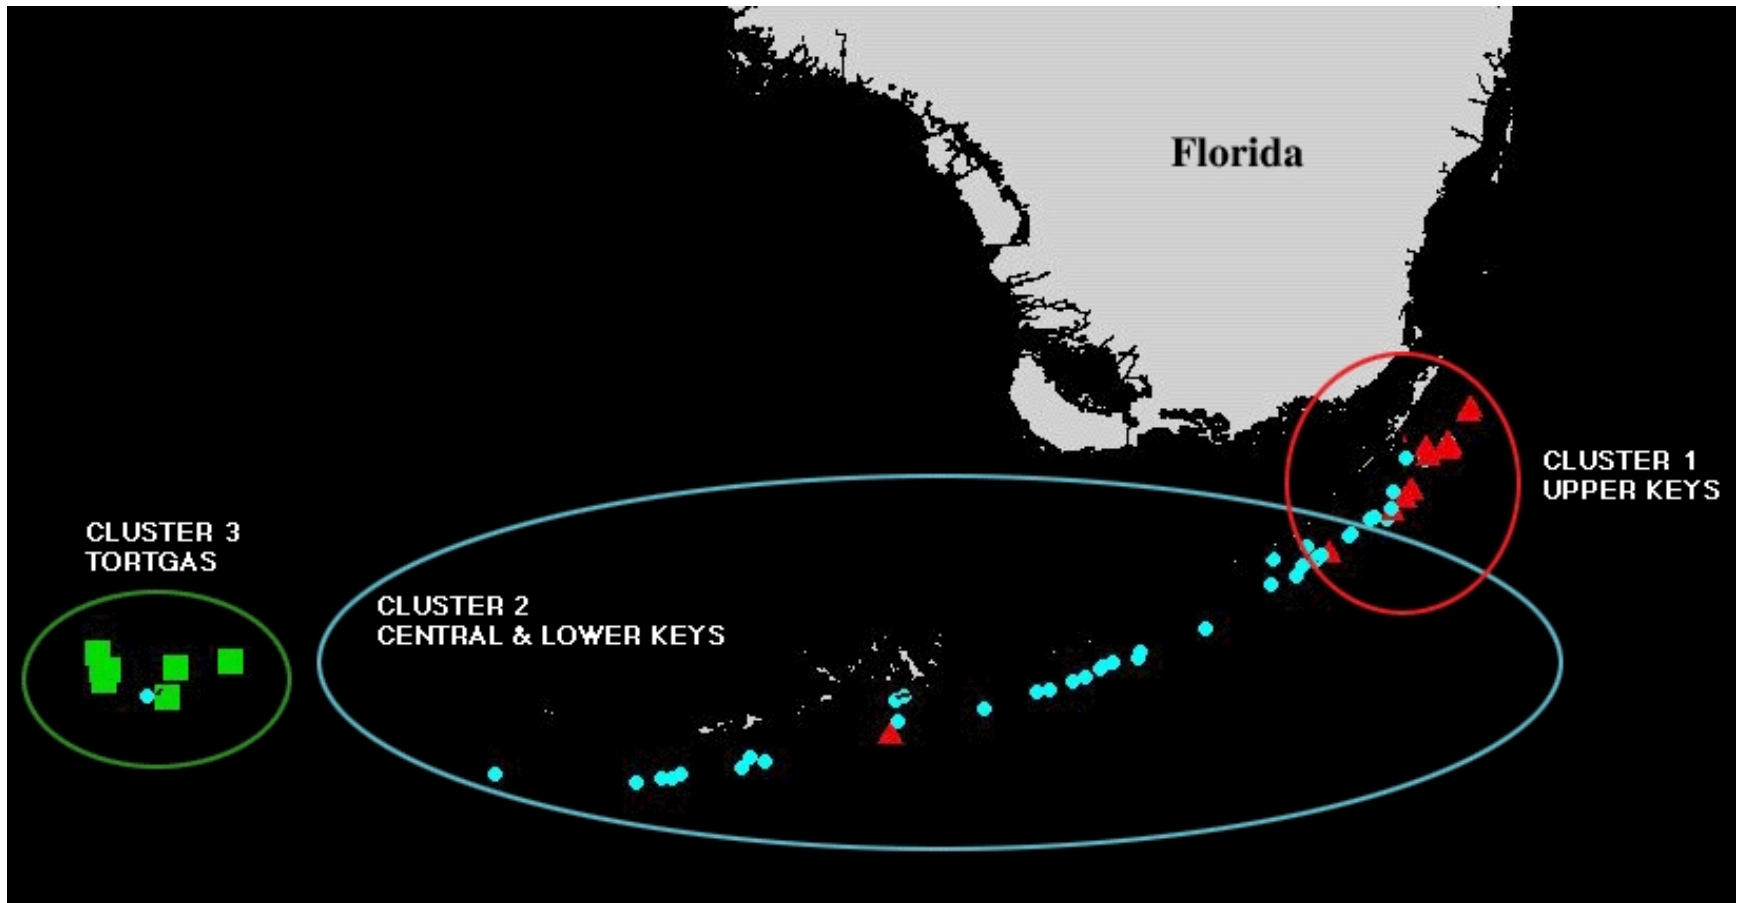 Florida
CLUSTER 1
UPPER KEYS
CLUSTER 3
TORTGAS
CLUSTER 2
CENTRAL & LOWER KEYS